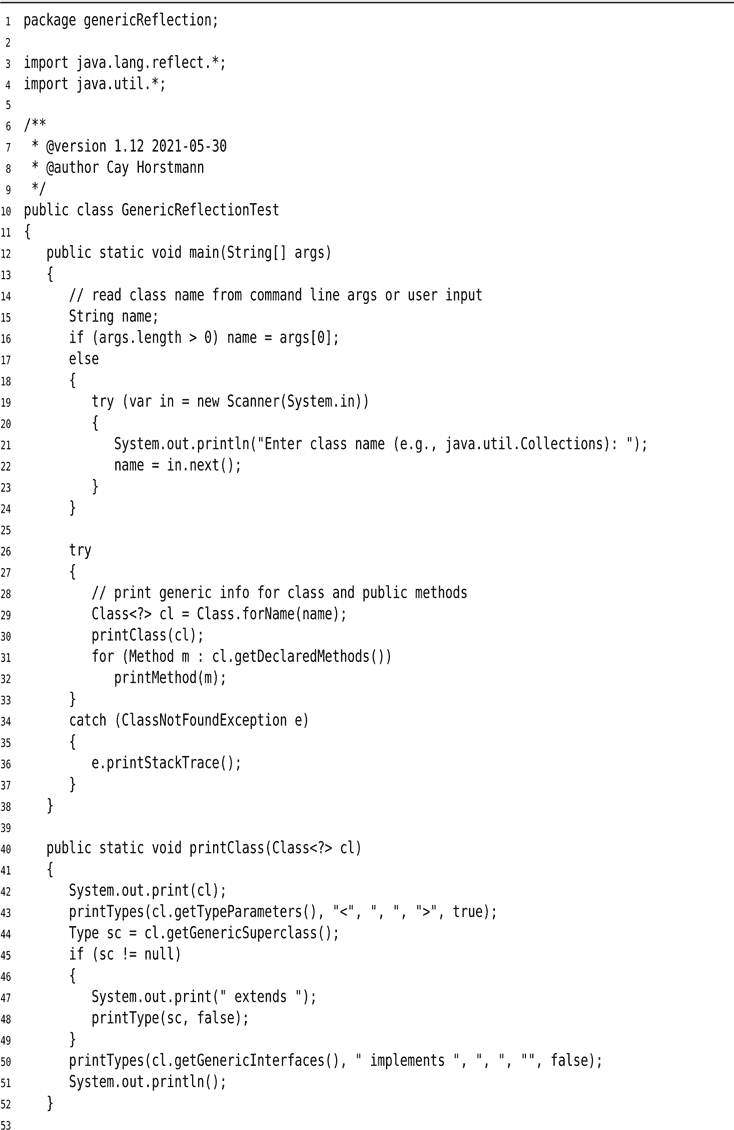 1 package genericReflection;
2
3 import java.lang.reflect.*;
4 import java.util.*;
5
6 /**
7  * @version 1.12 2021-05-30
8  * @author Cay Horstmann
9  */
10 public class GenericReflectionTest
11 {
12    public static void main(String[] args)
13    {
14       // read class name from command line args or user input
15       String name;
16       if (args.length > 0) name = args[0];
17       else
18       {
19          try (var in = new Scanner(System.in))
20          {
21             System.out.println("Enter class name (e.g., java.util.Collections): ");
22             name = in.next();
23          }
24       }
25
26       try
27       {
28          // print generic info for class and public methods
29          Class<?> cl = Class.forName(name);
30          printClass(cl);
31          for (Method m : cl.getDeclaredMethods())
32             printMethod(m);
33       }
34       catch (ClassNotFoundException e)
35       {
36          e.printStackTrace();
37       }
38    }
39
40    public static void printClass(Class<?> cl)
41    {
42       System.out.print(cl);
43       printTypes(cl.getTypeParameters(), "<", ", ", ">", true);
44       Type sc = cl.getGenericSuperclass();
45       if (sc != null)
46       {
47          System.out.print(" extends ");
48          printType(sc, false);
49       }
50       printTypes(cl.getGenericInterfaces(), " implements ", ", ", "", false);
51       System.out.println();
52    }
53